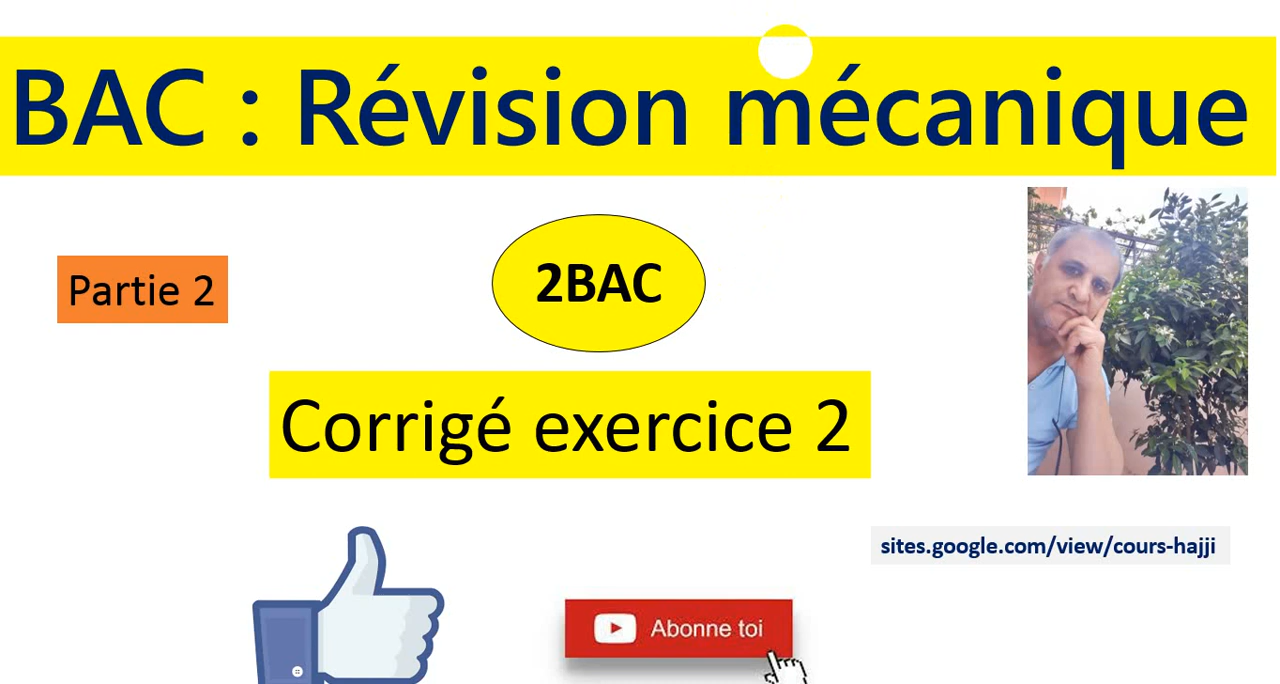 BAC : Révision mécanique
Partie 2
2BAC
Corrigé exercice 2
sites.google.com/view/cours-hajji
Abonne toi